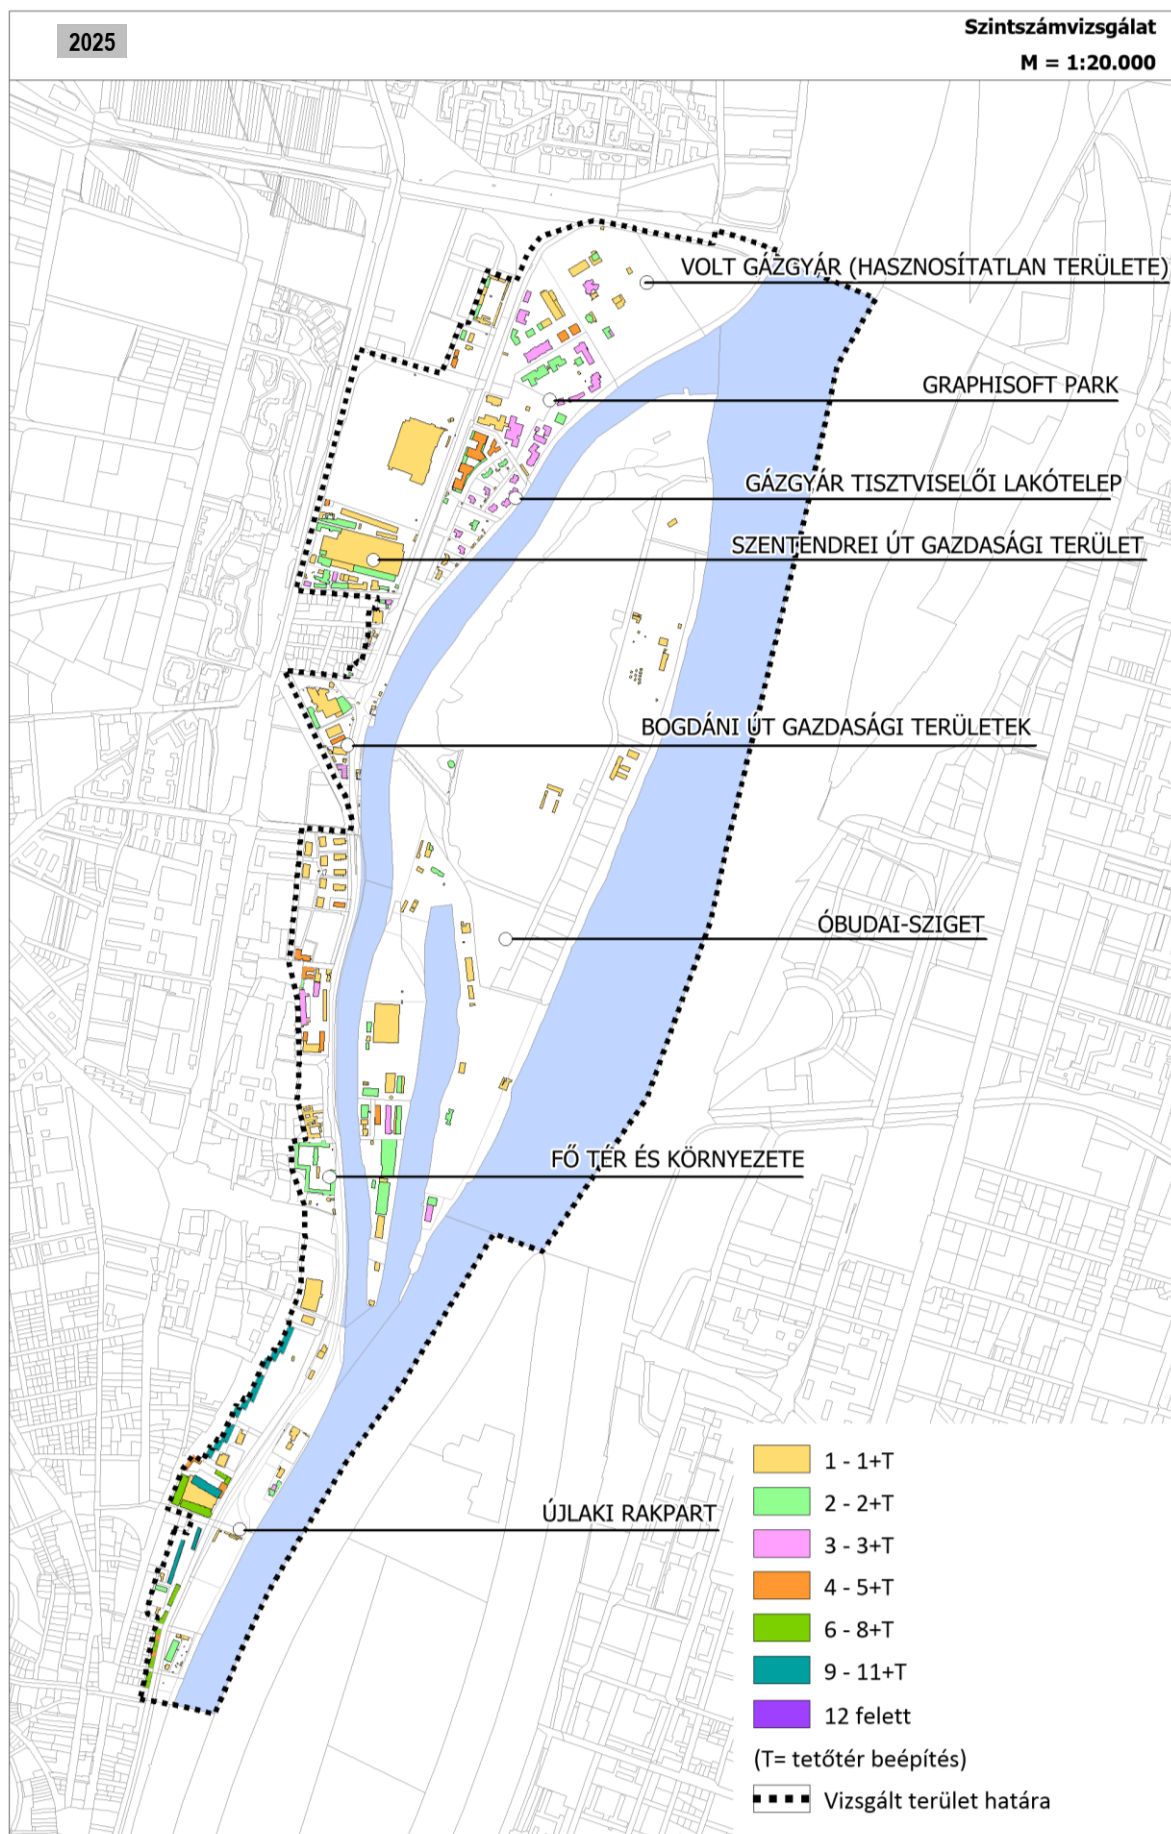 2025
Szintszámvizsgálat
M = 1:20.000
VOLT GÁZGYÁR (HASZNOSÍTATLAN TERÜLETE)
GRAPHISOFT PARK
GÁZGYÁR TISZTVISELŐI LAKÓTELEP
SZENTENDREI ÚT GAZDASÁGI TERÜLET
BOGDÁNI ÚT GAZDASÁGI TERÜLETEK
ÓBUDAI-SZIGET
FŐ TÉR ÉS KÖRNYEZETE
ÚJLAKI RAKPART
1 - 1+T
2 - 2+T
3 - 3+T
4 - 5+T
6 - 8+T
9 - 11+T
12 felett
(T= tetőtér beépítés)
Vizsgált terület határa